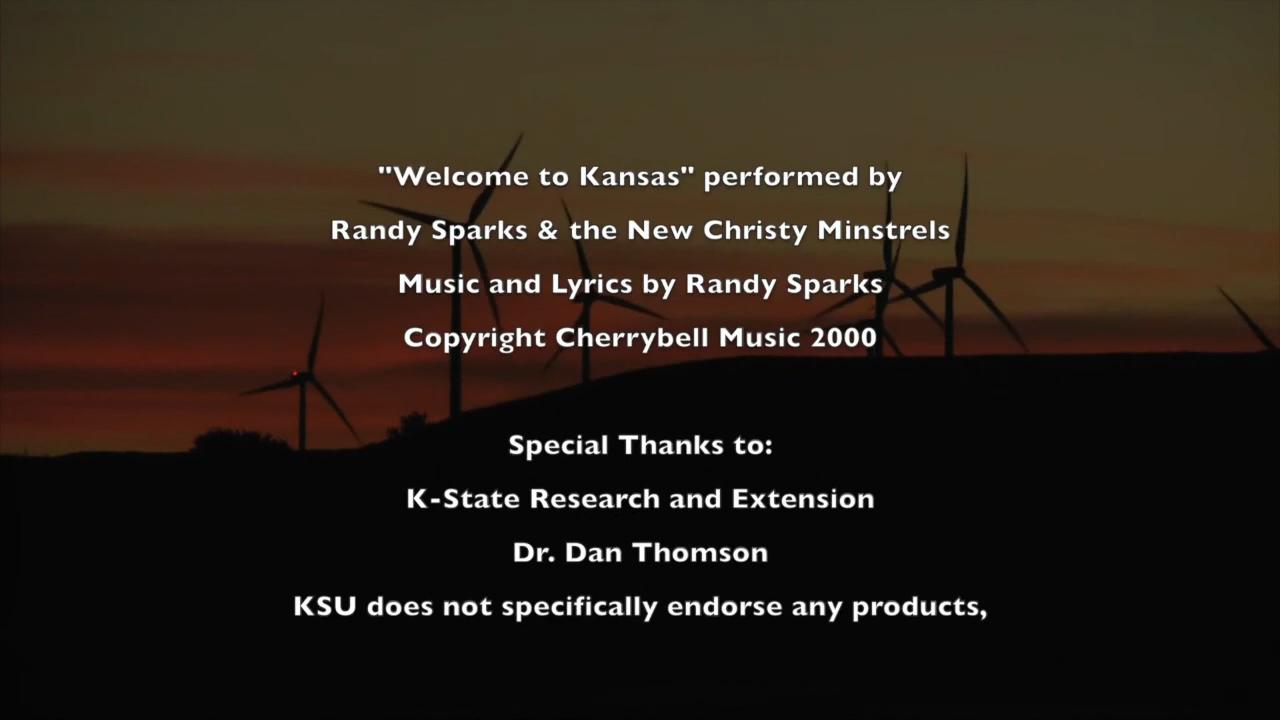 "Welcome to Kansas" performed by
Randy Sparks & the New Christy Minstrels
Music and Lyrics by Randy Sparks
Copyright Cherrybell Music 2000
Special Thanks to:
K-State Research and Extension
Dr. Dan Thomson
KSU does not specifically endorse any products,